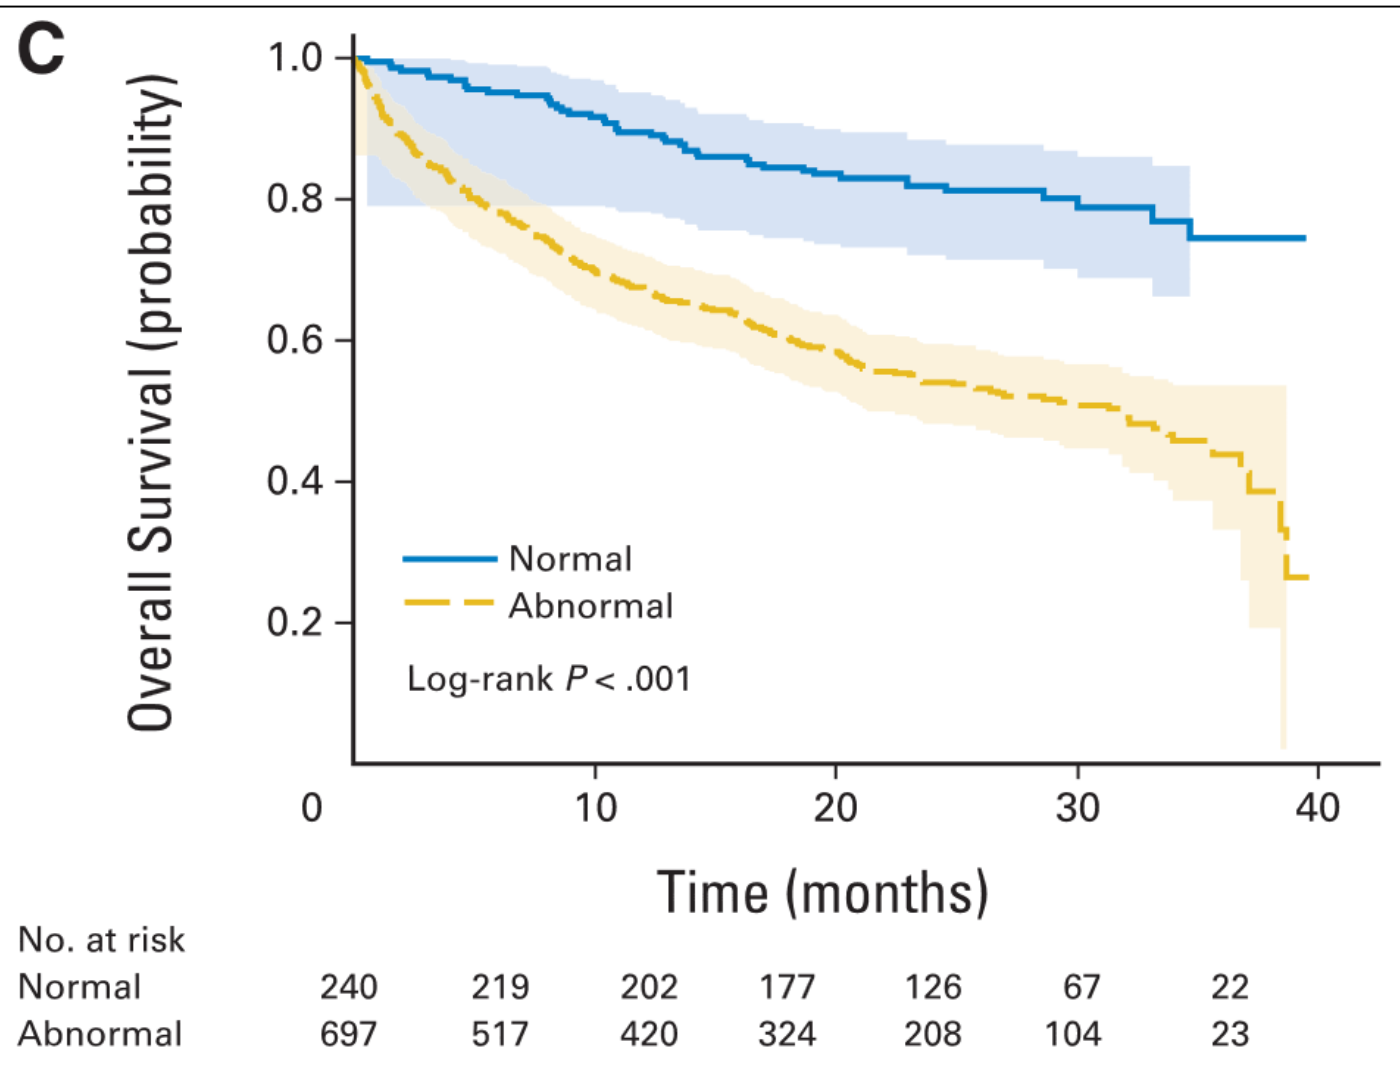 C
Overall Survival (probability)
1.0
0.8
0.6
0.4
0.2
Normal
Abnormal
Log-rank P < .001
0 10 20 30 40
Time (months)
No. at risk
Normal 240 219 202 177 126 67 22
Abnormal 697 517 420 324 208 104 23